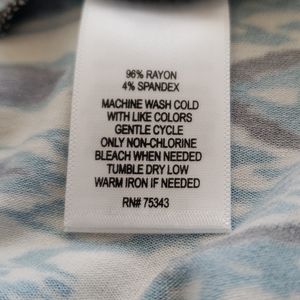 96% RAYON
4% SPANDEX
MACHINE WASH COLD
WITH LIKE COLORS
GENTLE CYCLE
ONLY NON-CHLORINE
BLEACH WHEN NEEDED
TUMBLE DRY LOW
WARM IRON IF NEEDED
RN# 75343